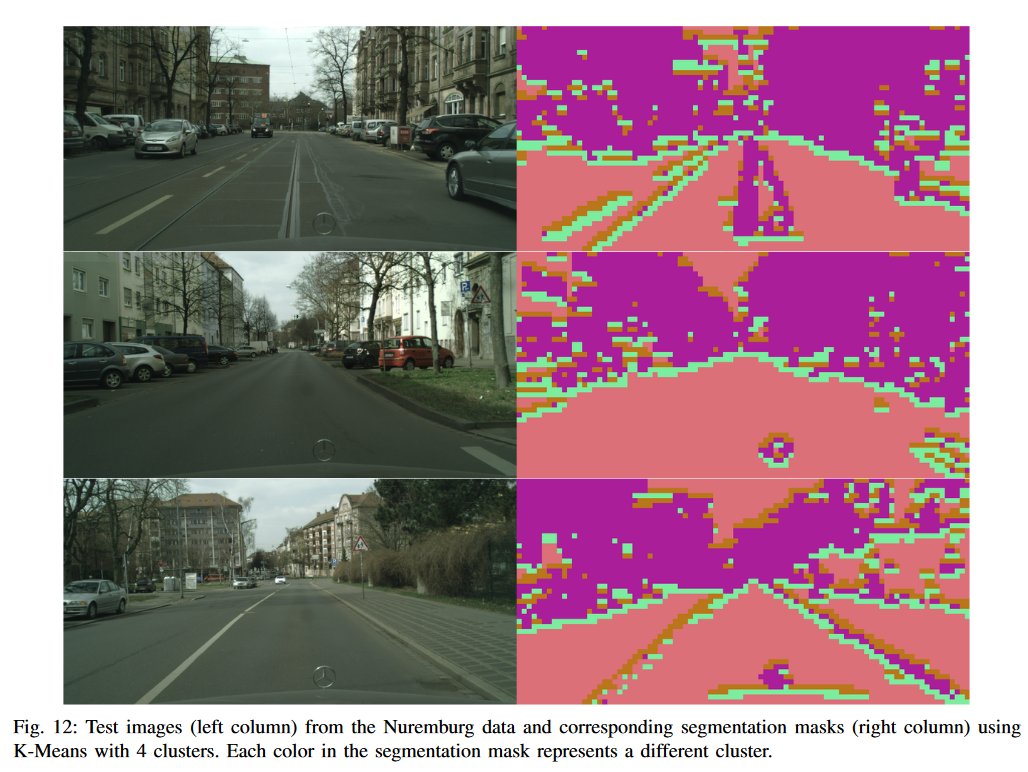 Fig. 12: Test images (left column) from the Nuremburg data and corresponding segmentation masks (right column) using
K-Means with 4 clusters. Each color in the segmentation mask represents a different cluster.